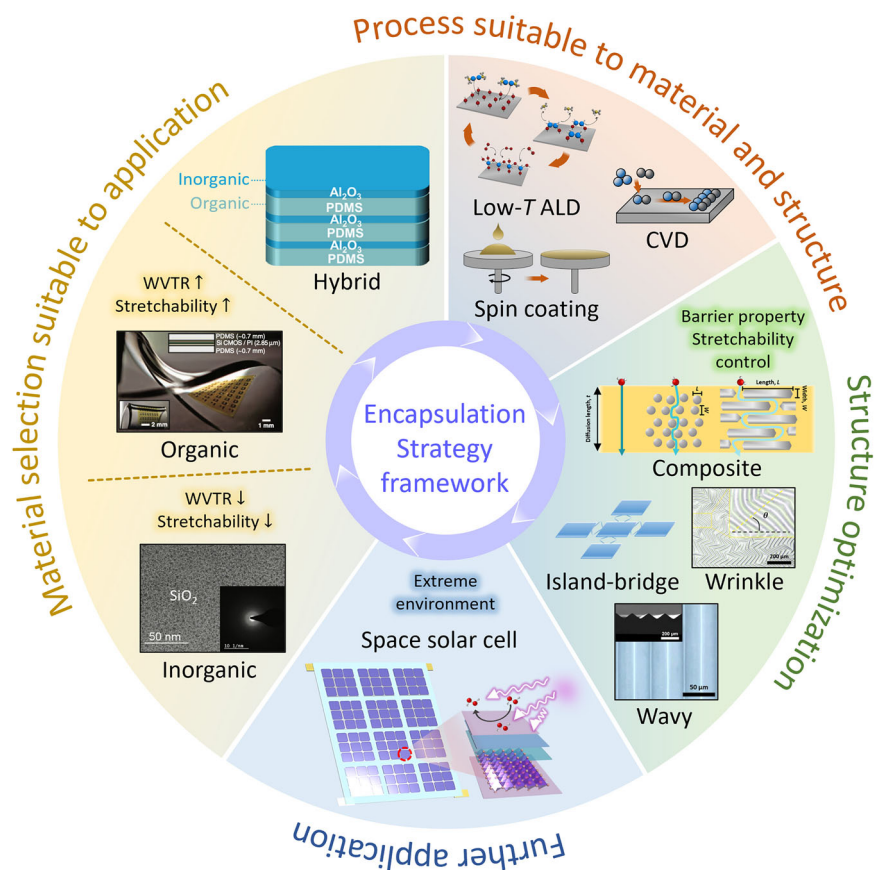 Process suitable to material and structure
Material selection suitable to application
Structure optimization
Further application
Encapsulation
Strategy
framework
Inorganic
Organic
Al2O3
PDMS
Al2O3
PDMS
Al2O3
PDMS
Hybrid
WVTR ↑
Stretchability ↑
PDMS (~0.7 mm)
Si CMOS / PI (2.65 μm)
PDMS (~0.7 mm)
2 mm
1 mm
Organic
WVTR ↓
Stretchability ↓
SiO2
50 nm
10 1/nm
Inorganic
Low-T ALD
CVD
Spin coating
Barrier property
Stretchability
control
Diffusion length, t
L
W
Length, L
Width, W
Composite
Island-bridge
θ
200 μm
Wrinkle
200 μm
50 μm
Wavy
Extreme
environment
Space solar cell